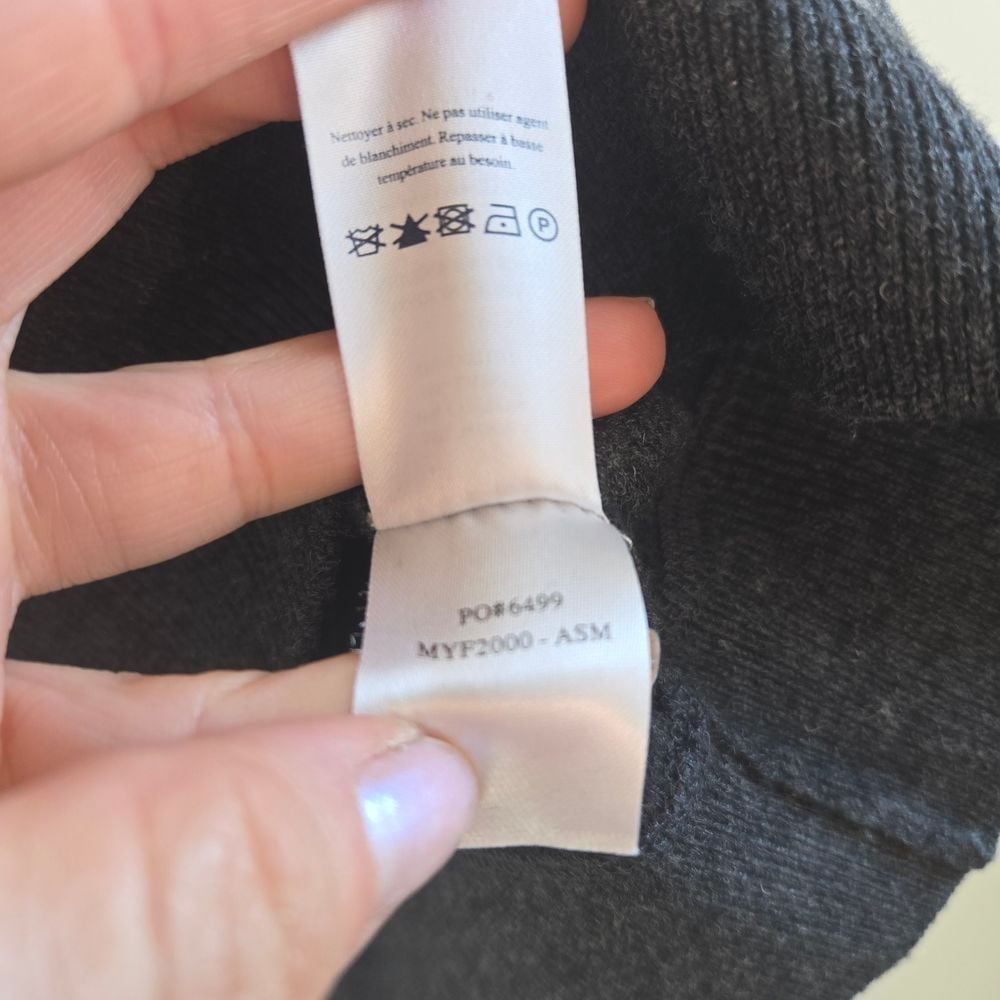 Nettoyer à sec. Ne pas utiliser agent
de blanchiment. Repasser à basse
température au besoin.
P
PO#6499
MYF2000 - ASM